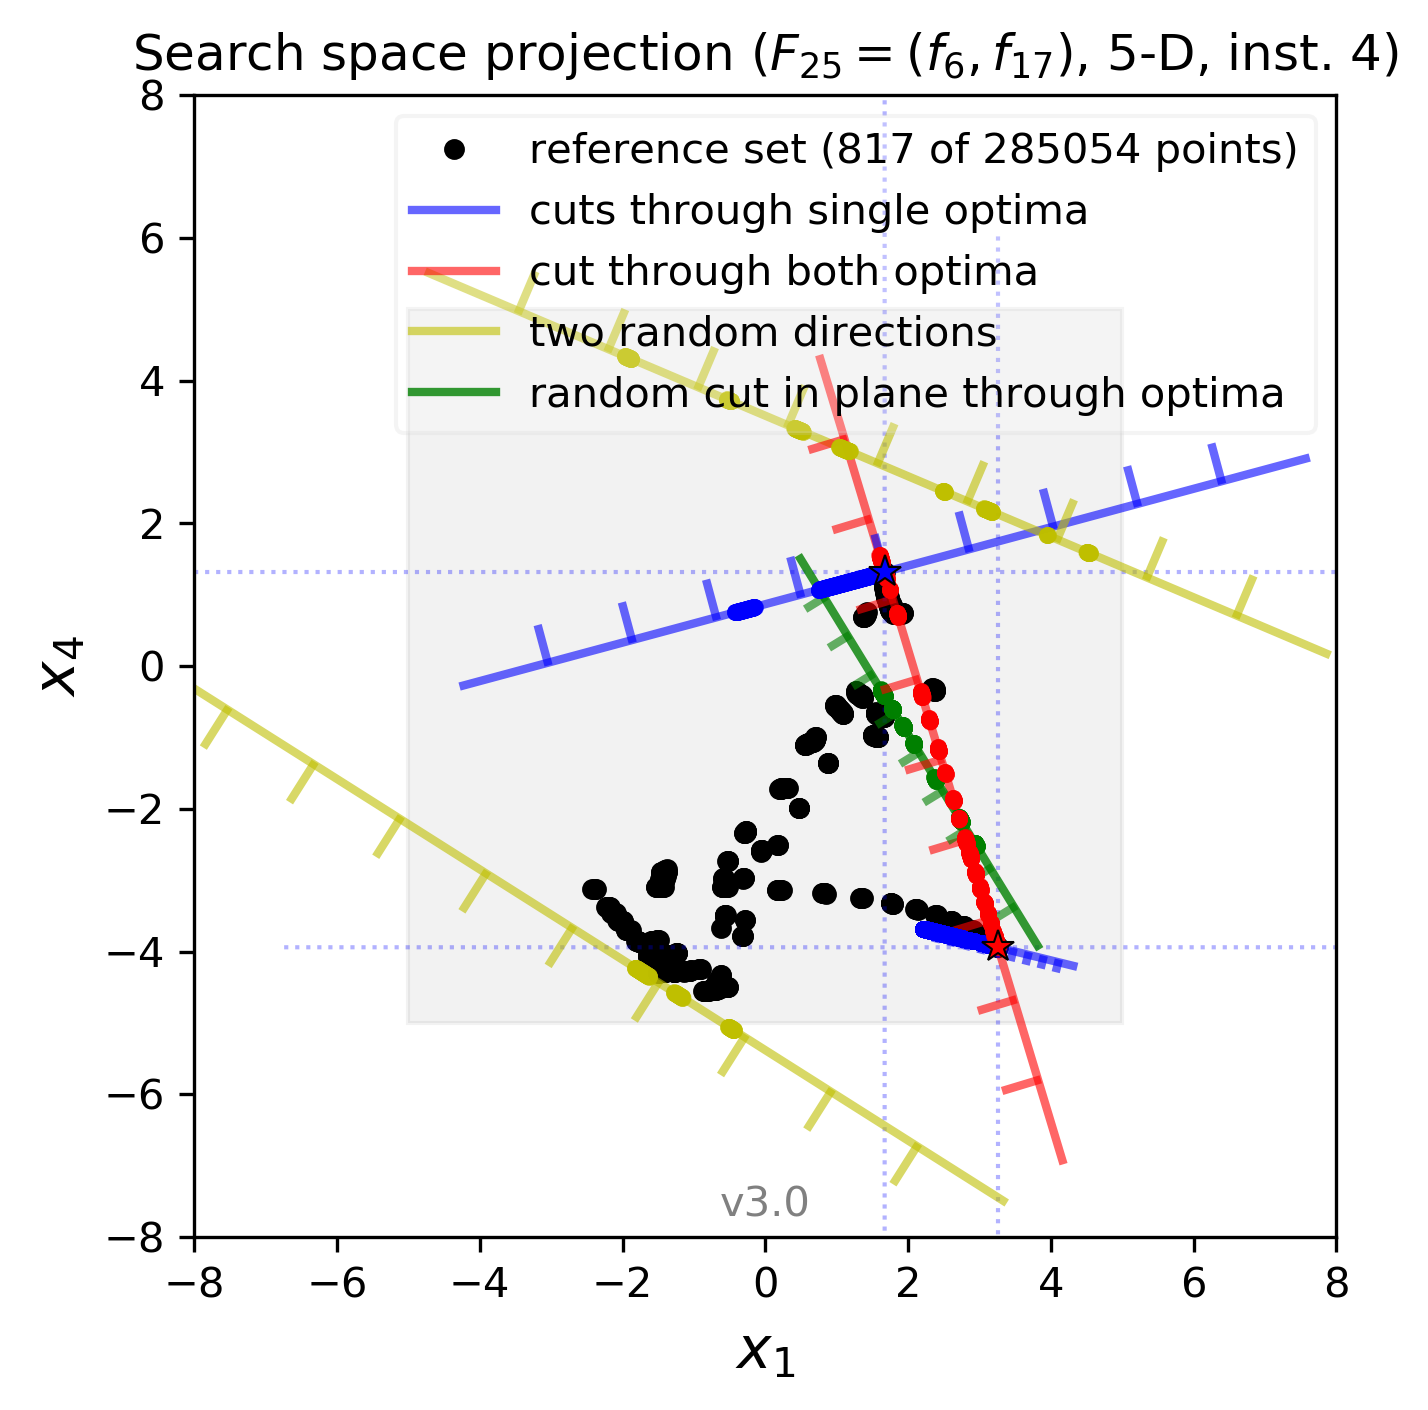 Search space projection (F₂₅ = (f₆, f₁₇), 5-D, inst. 4)
reference set (817 of 285054 points)
cuts through single optima
cut through both optima
two random directions
random cut in plane through optima
8
6
4
2
0
−2
−4
−6
−8
x₄
v3.0
−8 −6 −4 −2 0 2 4 6 8
x₁